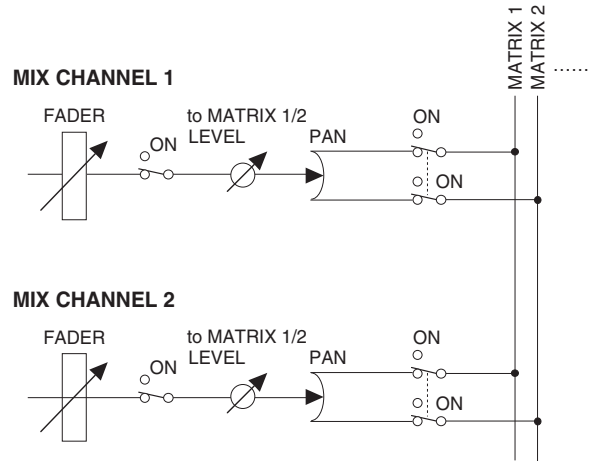 MATRIX 1
MATRIX 2
......
MIX CHANNEL 1
FADER
ON
to MATRIX 1/2
LEVEL
PAN
ON
ON
MIX CHANNEL 2
FADER
ON
to MATRIX 1/2
LEVEL
PAN
ON
ON